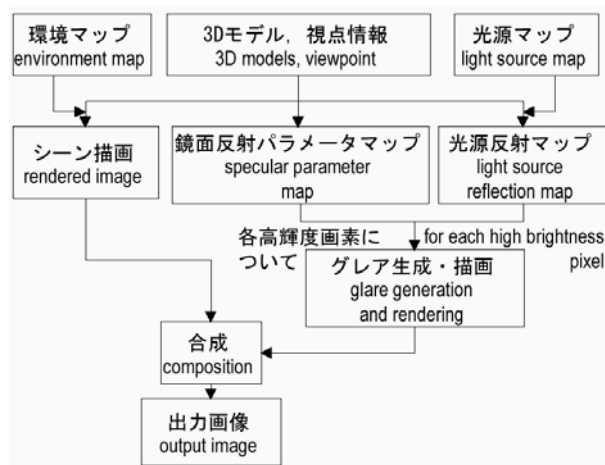 環境マップ
environment map
3Dモデル，視点情報
3D models, viewpoint
光源マップ
light source map
シーン描画
rendered image
鏡面反射パラメータマップ
specular parameter
map
光源反射マップ
light source
reflection map
各高輝度画素に
ついて
for each high brightness
pixel
グレア生成・描画
glare generation
and rendering
合成
composition
出力画像
output image